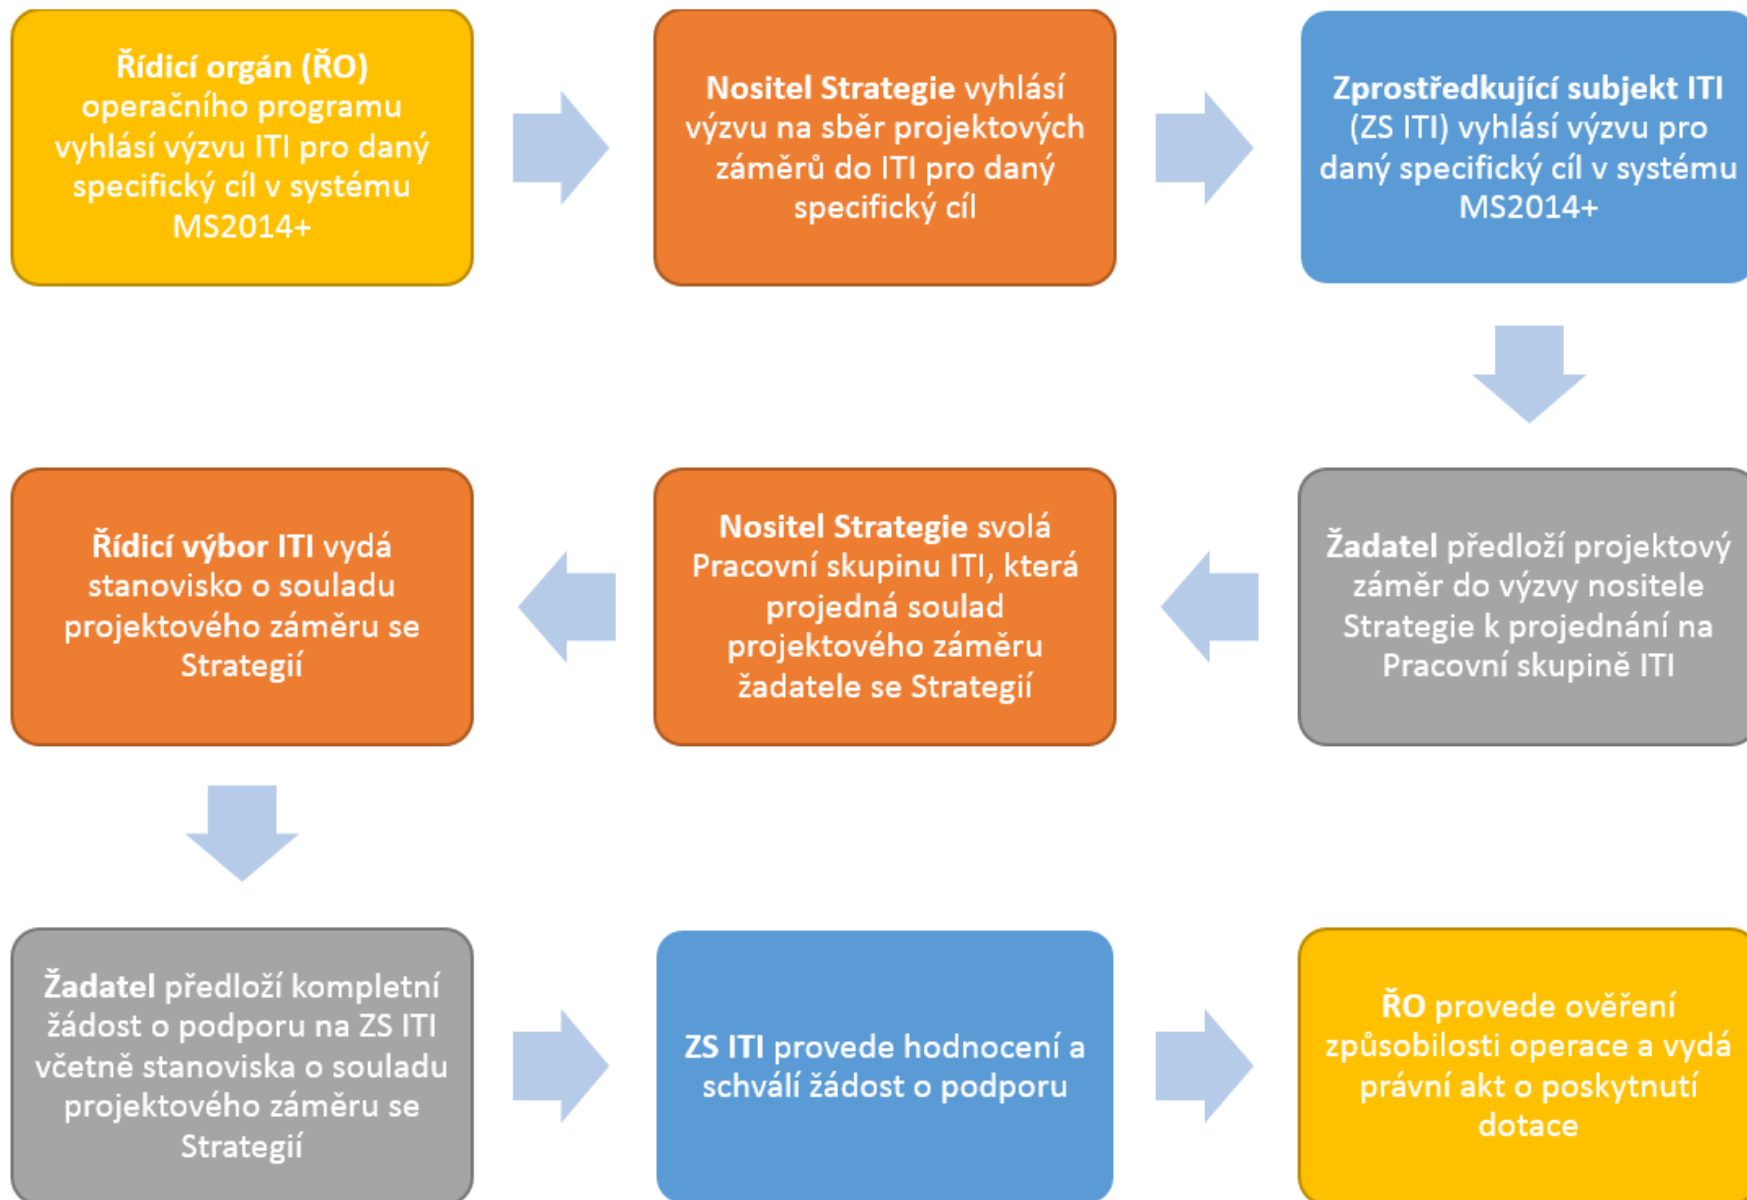 Řídicí orgán (ŘO)
operačního programu
vyhlásí výzvu ITI pro daný
specifický cíl v systému
MS2014+
Nositel Strategie vyhlásí
výzvu na sběr projektových
záměrů do ITI pro daný
specifický cíl
Zprostředkující subjekt ITI
(ZS ITI) vyhlásí výzvu pro
daný specifický cíl v systému
MS2014+
Žadatel předloží projektový
záměr do výzvy nositele
Strategie k projednání na
Pracovní skupině ITI
Nositel Strategie svolá
Pracovní skupinu ITI, která
projedná soulad
projektového záměru
žadatele se Strategií
Řídicí výbor ITI vydá
stanovisko o souladu
projektového záměru se
Strategií
Žadatel předloží kompletní
žádost o podporu na ZS ITI
včetně stanoviska o souladu
projektového záměru se
Strategií
ZS ITI provede hodnocení a
schválí žádost o podporu
ŘO provede ověření
způsobilosti operace a vydá
právní akt o poskytnutí
dotace